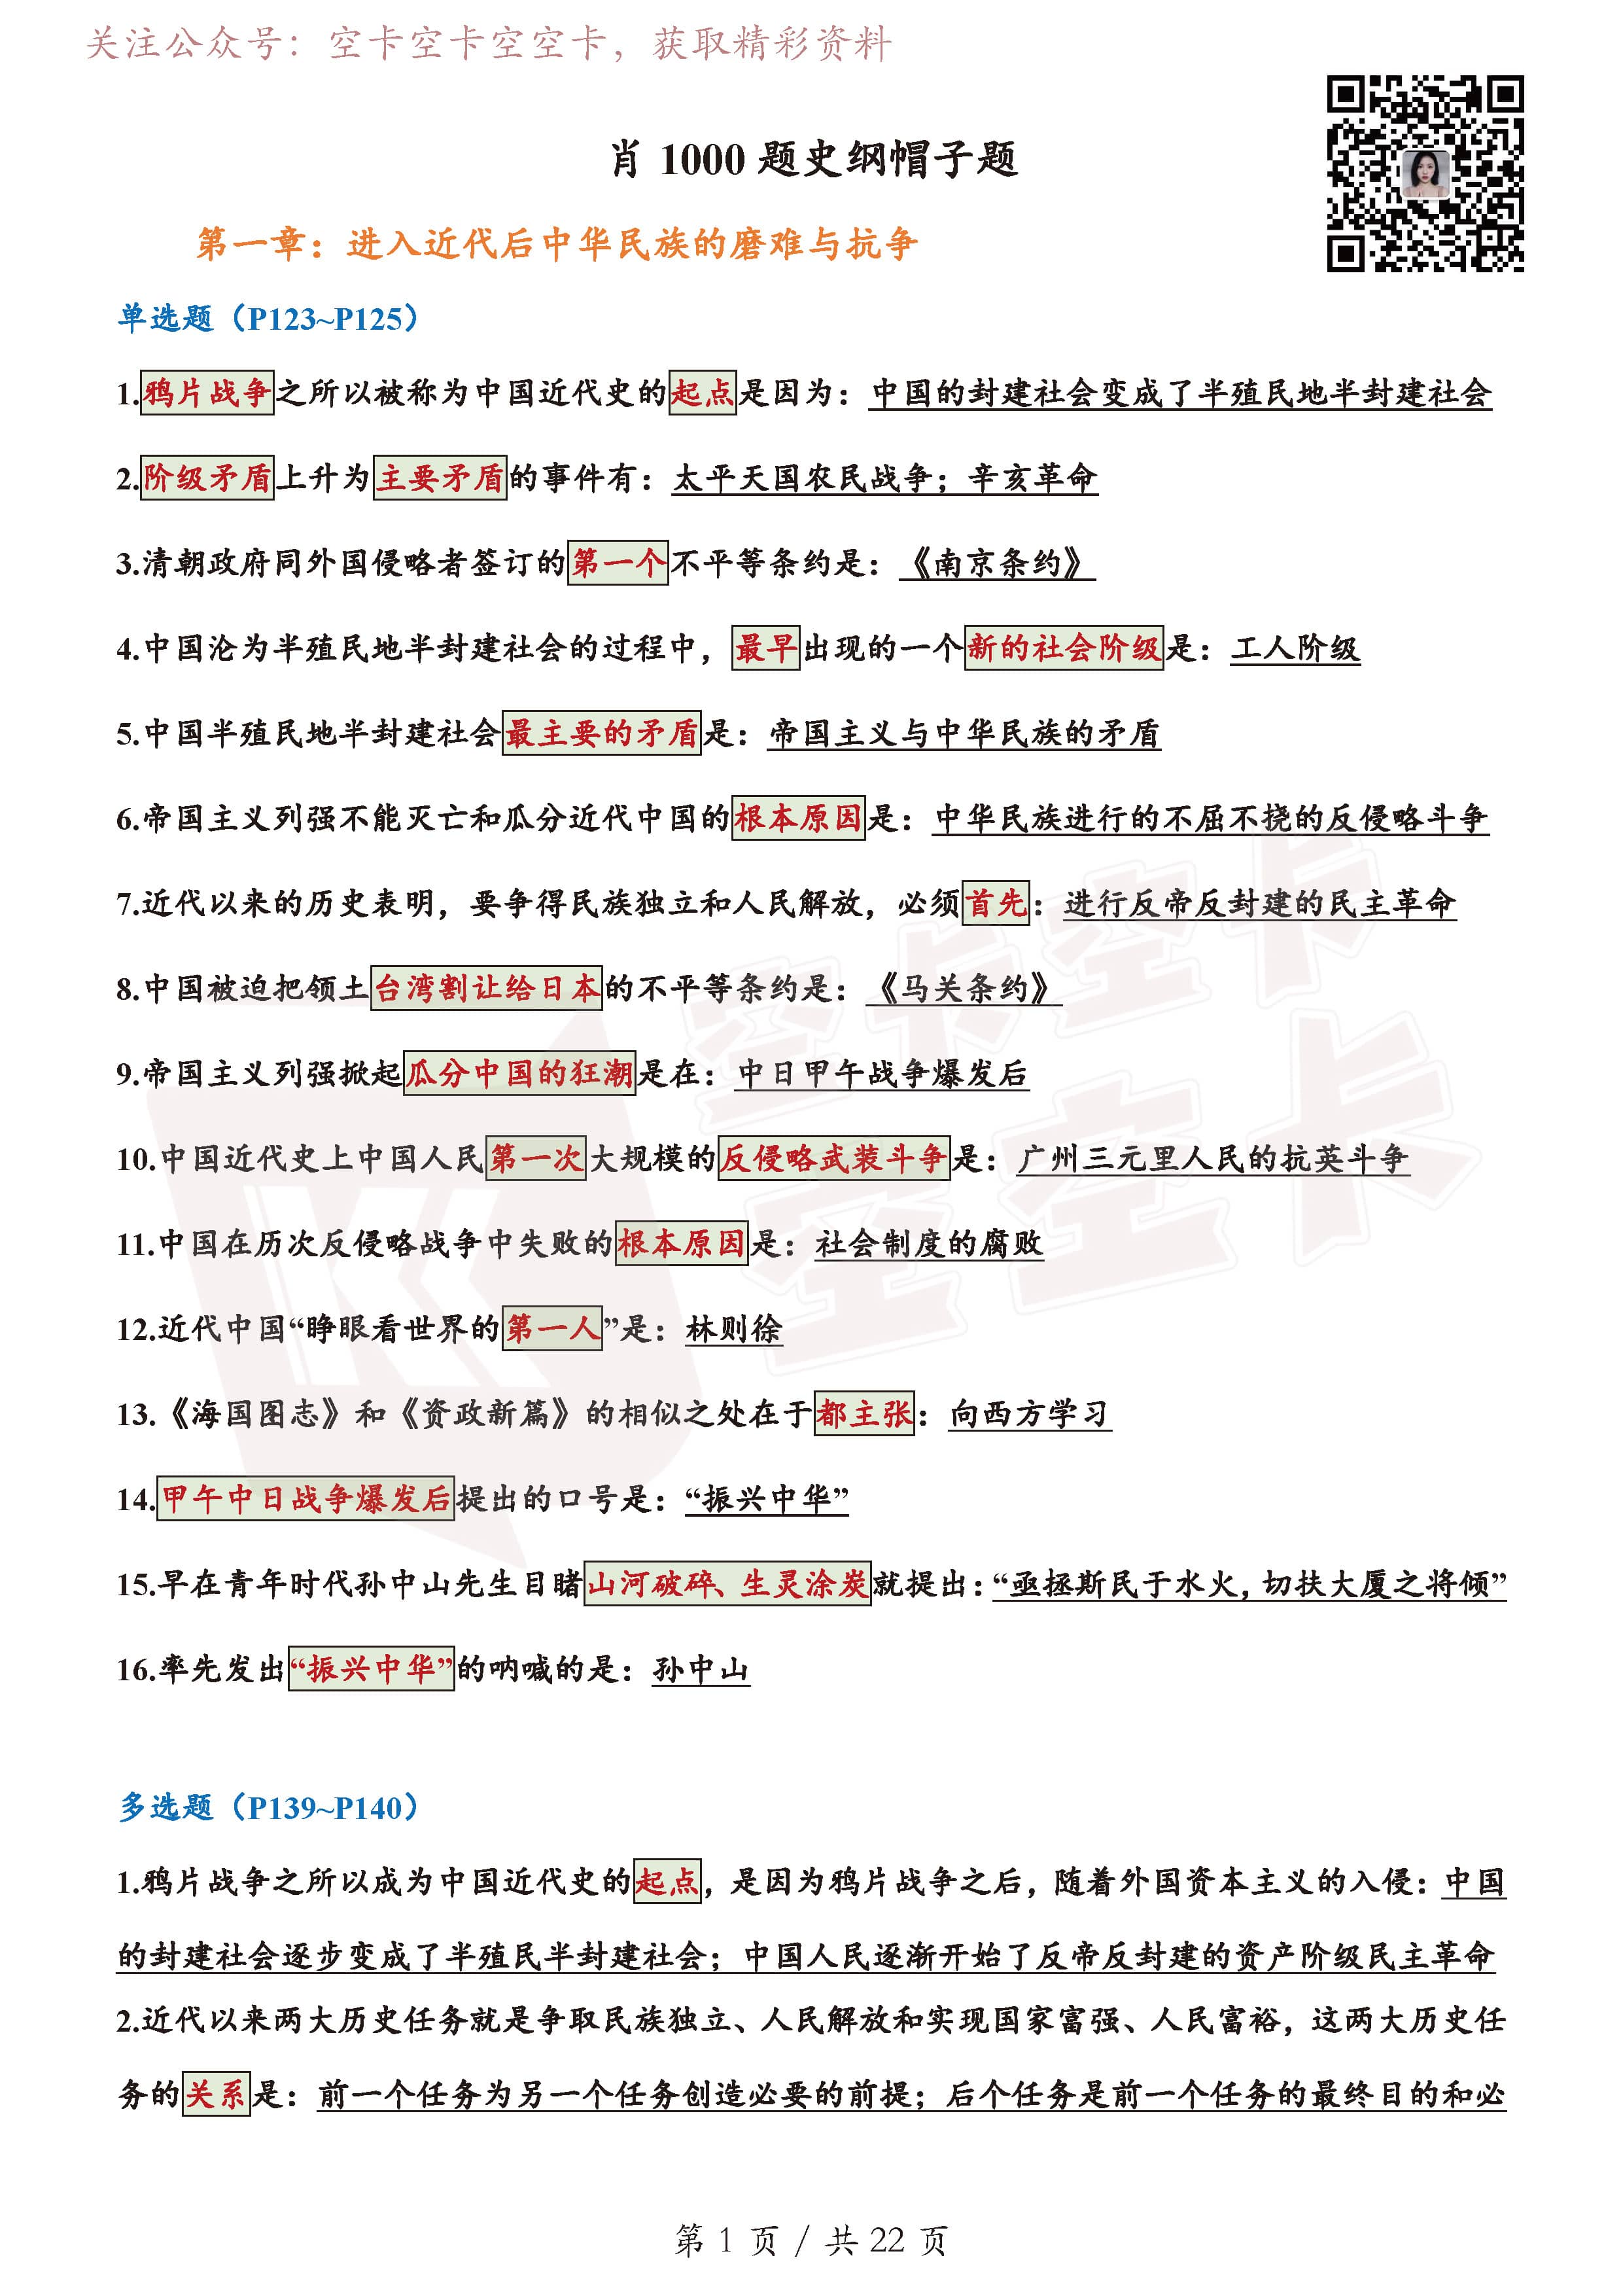 关注公众号：空卡空卡空空卡，获取精彩资料
肖 1000 题史纲帽子题
第一章：进入近代后中华民族的磨难与抗争
单选题（P123~P125）
1.鸦片战争之所以被称为中国近代史的起点是因为：中国的封建社会变成了半殖民地半封建社会
2.阶级矛盾上升为主要矛盾的事件有：太平天国农民战争；辛亥革命
3.清朝政府同外国侵略者签订的第一个不平等条约是：《南京条约》
4.中国沦为半殖民地半封建社会的过程中，最早出现的一个新的社会阶级是：工人阶级
5.中国半殖民地半封建社会最主要的矛盾是：帝国主义与中华民族的矛盾
6.帝国主义列强不能灭亡和瓜分近代中国的根本原因是：中华民族进行的不屈不挠的反侵略斗争
7.近代以来的历史表明，要争得民族独立和人民解放，必须首先：进行反帝反封建的民主革命
8.中国被迫把领土台湾割让给日本的不平等条约是：《马关条约》
9.帝国主义列强掀起瓜分中国的狂潮是在：中日甲午战争爆发后
10.中国近代史上中国人民第一次大规模的反侵略武装斗争是：广州三元里人民的抗英斗争
11.中国在历次反侵略战争中失败的根本原因是：社会制度的腐败
12.近代中国“睁眼看世界的第一人”是：林则徐
13.《海国图志》和《资政新篇》的相似之处在于都主张：向西方学习
14.甲午中日战争爆发后提出的口号是：“振兴中华”
15.早在青年时代孙中山先生目睹山河破碎、生灵涂炭就提出：“亟拯斯民于水火，切扶大厦之将倾”
16.率先发出“振兴中华”的呐喊的是：孙中山
多选题（P139~P140）
1.鸦片战争之所以成为中国近代史的起点，是因为鸦片战争之后，随着外国资本主义的入侵：中国
的封建社会逐步变成了半殖民半封建社会；中国人民逐渐开始了反帝反封建的资产阶级民主革命
2.近代以来两大历史任务就是争取民族独立、人民解放和实现国家富强、人民富裕，这两大历史任
务的关系是：前一个任务为另一个任务创造必要的前提；后个任务是前一个任务的最终目的和必
空卡空卡
空空卡
第 1 页 / 共 22 页